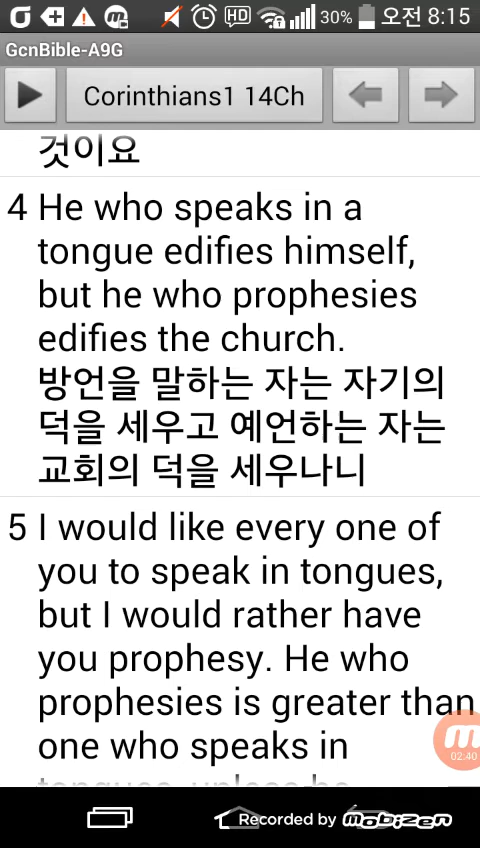 HD 30% 오전 8:15
GcnBible-A9G
Corinthians1 14Ch
것이요
4 He who speaks in a
tongue edifies himself,
but he who prophesies
edifies the church.
방언을 말하는 자는 자기의
덕을 세우고 예언하는 자는
교회의 덕을 세우나니
5 I would like every one of
you to speak in tongues,
but I would rather have
you prophesy. He who
prophesies is greater than
one who speaks in
tongues, unless he
02:40
Recorded by mobizen